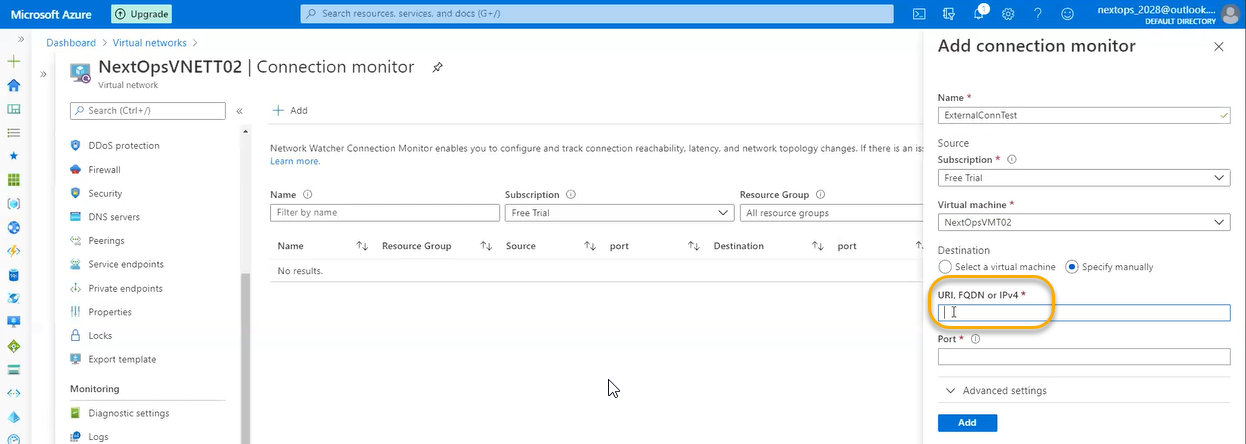 Microsoft Azure
Upgrade
Search resources, services, and docs (G+/)
1
nextops_2028@outlook....
DEFAULT DIRECTORY
Dashboard > Virtual networks >
NextOpsVNETT02 | Connection monitor
Virtual network
Search (Ctrl+/)
DDoS protection
Firewall
Security
DNS servers
Peerings
Service endpoints
Private endpoints
Properties
Locks
Export template
Monitoring
Diagnostic settings
Logs
Add
Network Watcher Connection Monitor enables you to configure and track connection reachability, latency, and network topology changes. If there is an iss
Learn more.
Name Subscription Resource Group
Filter by name Free Trial All resource groups
Name Resource Group Source port Destination port
No results.
Add connection monitor
Name *
ExternalConnTest
Source
Subscription *
Free Trial
Virtual machine *
NextOpsVMT02
Destination
Select a virtual machine Specify manually
URI, FQDN or IPv4 *
Port *
Advanced settings
Add